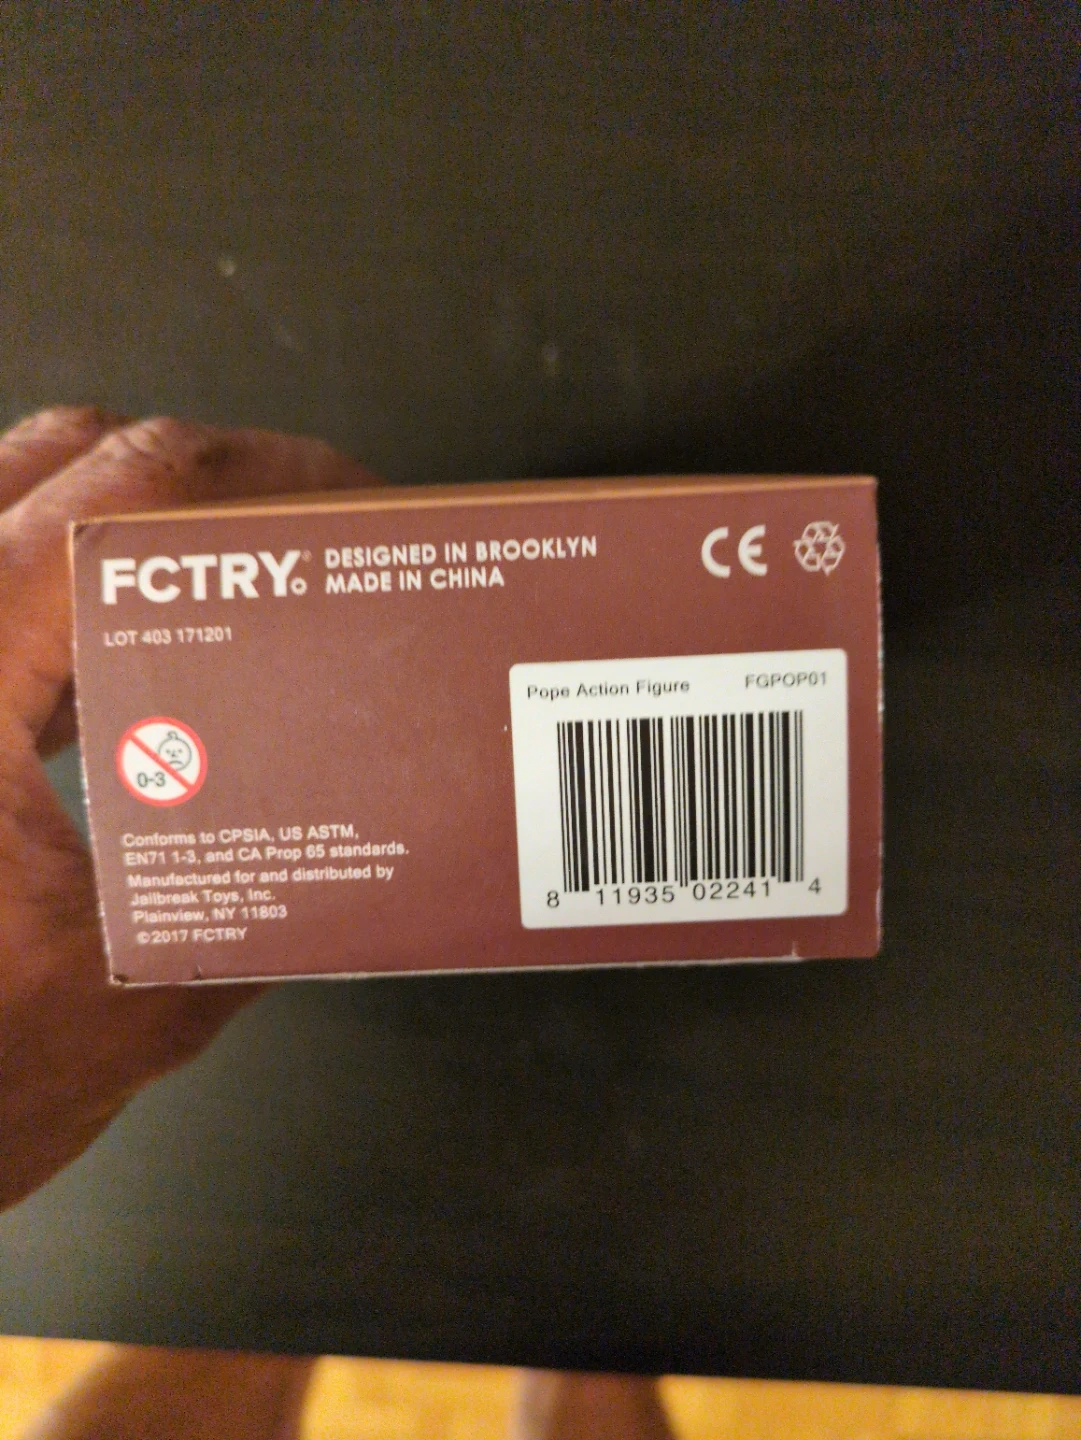 FCTRY®
DESIGNED IN BROOKLYN
MADE IN CHINA
CE
LOT 403 171201
Pope Action Figure
FGPOP01
8 11935 02241 4
0-3
Conforms to CPSIA, US ASTM,
EN71 1-3, and CA Prop 65 standards.
Manufactured for and distributed by
Jailbreak Toys, Inc.
Plainview, NY 11803
©2017 FCTRY